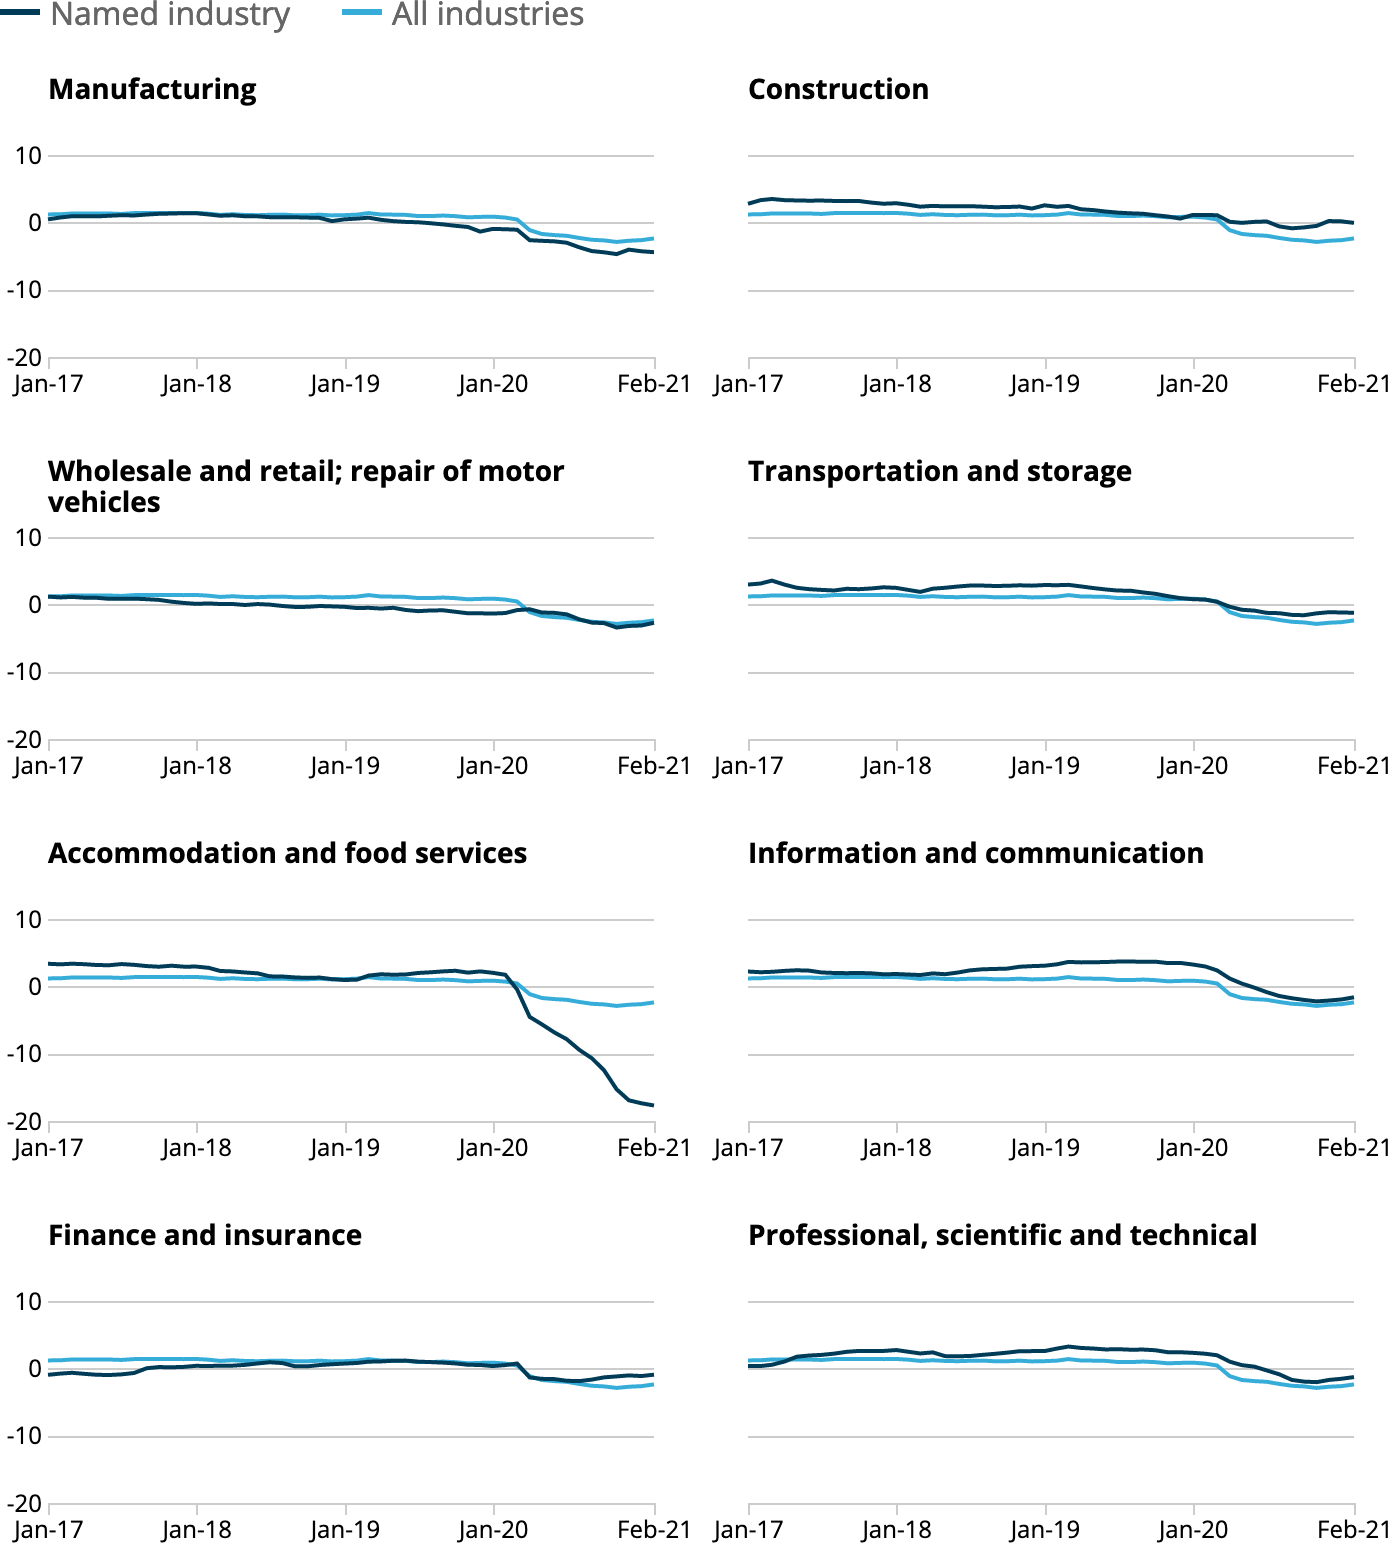 Named industry All industries
Manufacturing
10
0
-10
-20
Jan-17 Jan-18 Jan-19 Jan-20 Feb-21
Construction
Jan-17 Jan-18 Jan-19 Jan-20 Feb-21
Wholesale and retail; repair of motor
vehicles
10
0
-10
-20
Jan-17 Jan-18 Jan-19 Jan-20 Feb-21
Transportation and storage
Jan-17 Jan-18 Jan-19 Jan-20 Feb-21
Accommodation and food services
10
0
-10
-20
Jan-17 Jan-18 Jan-19 Jan-20 Feb-21
Information and communication
Jan-17 Jan-18 Jan-19 Jan-20 Feb-21
Finance and insurance
10
0
-10
-20
Jan-17 Jan-18 Jan-19 Jan-20 Feb-21
Professional, scientific and technical
Jan-17 Jan-18 Jan-19 Jan-20 Feb-21